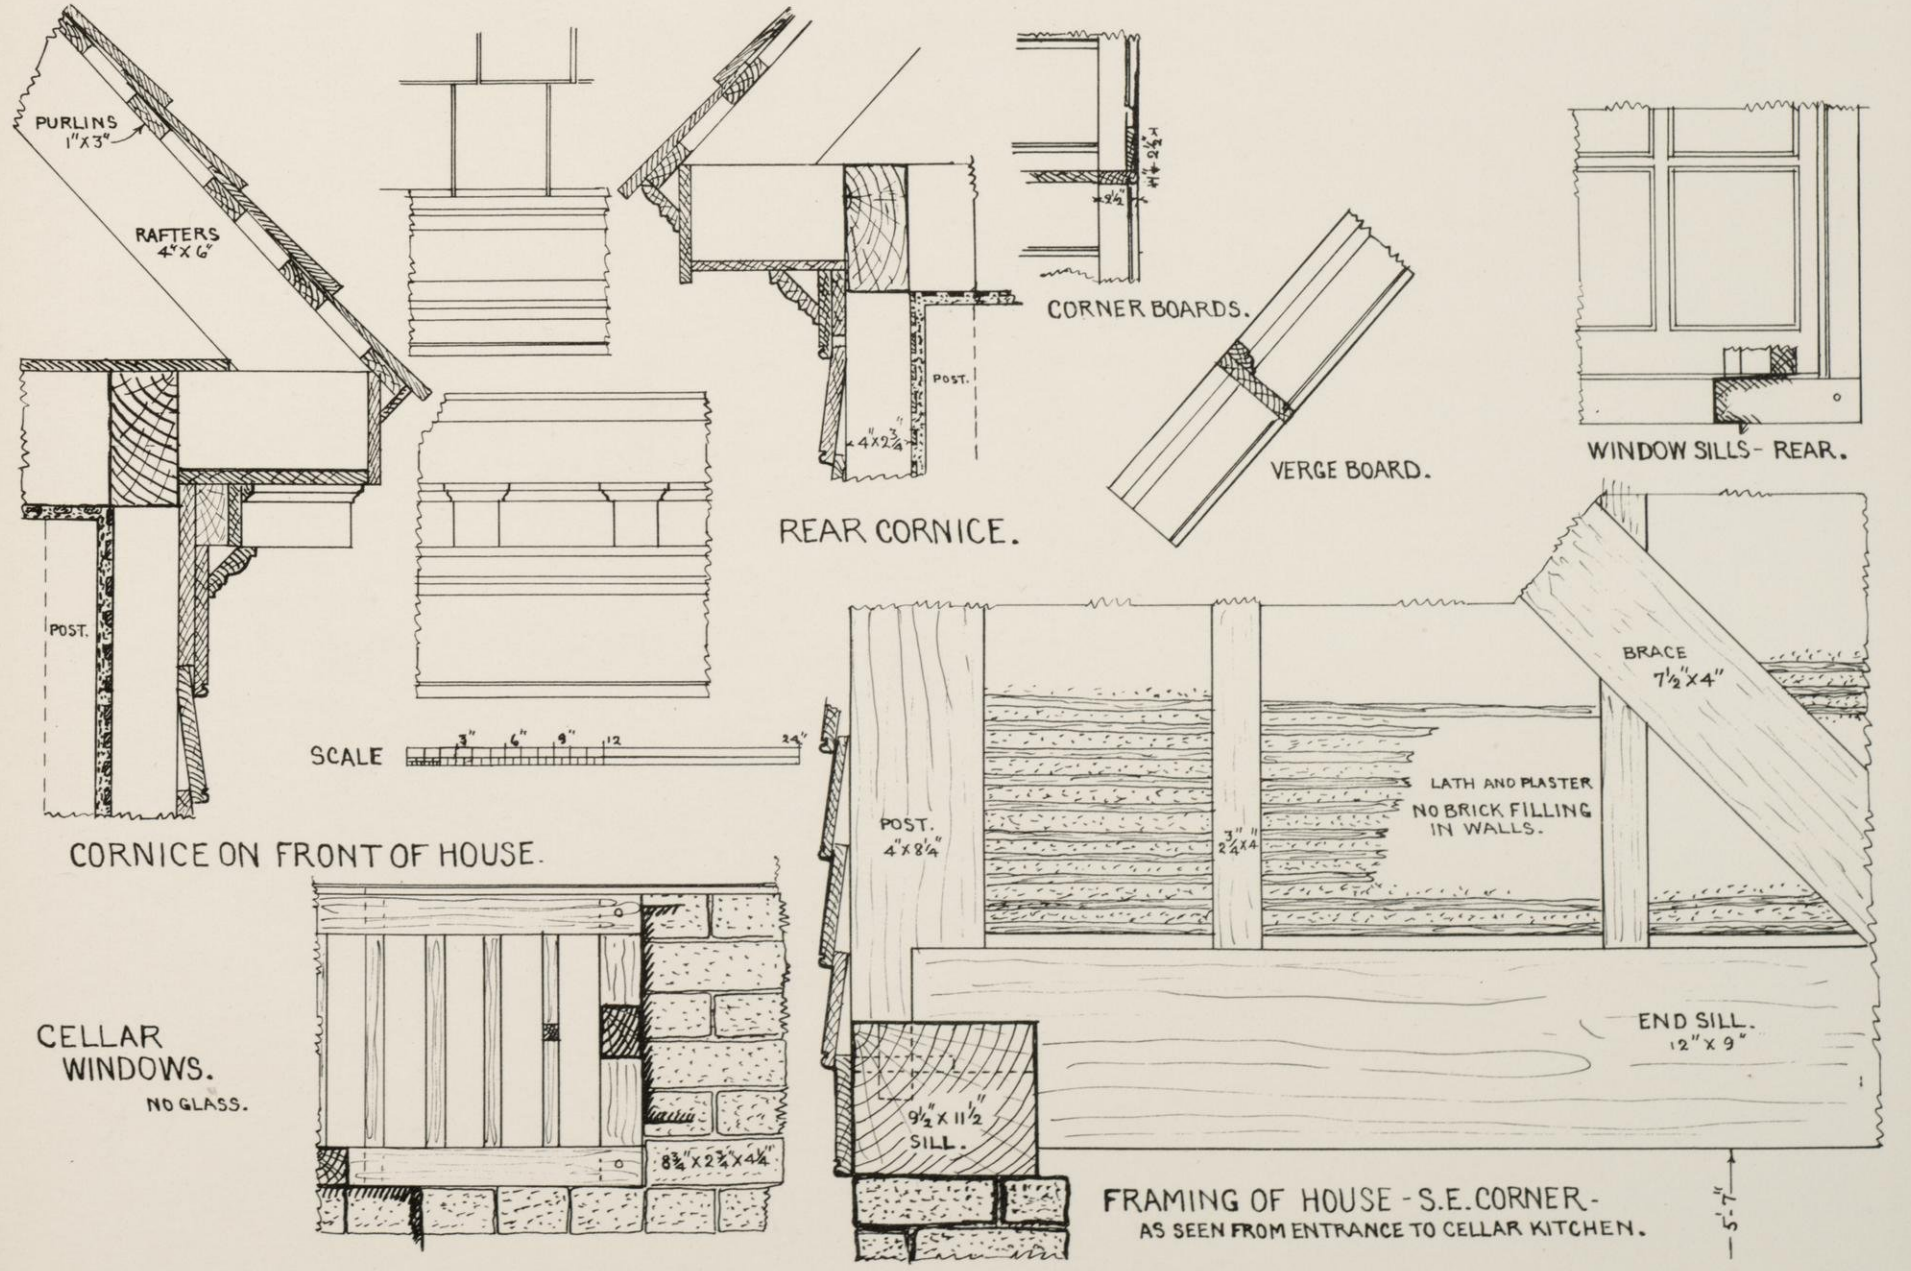 PURLINS
1"X3"
RAFTERS
4"X6"
POST.
CORNICE ON FRONT OF HOUSE.
SCALE 3" 6" 9" 12 24"
4"X2¾"
POST.
REAR CORNICE.
2½"
CORNER BOARDS.
VERGE BOARD.
WINDOW SILLS - REAR.
CELLAR
WINDOWS.
NO GLASS.
8¾"X2¾"X4¼"
POST.
4"X8¼"
2¾"X4"
LATH AND PLASTER
NO BRICK FILLING
IN WALLS.
BRACE
7½"X4"
END SILL.
12"X9"
9½"X11½"
SILL.
FRAMING OF HOUSE - S.E. CORNER -
AS SEEN FROM ENTRANCE TO CELLAR KITCHEN.
5'-7"